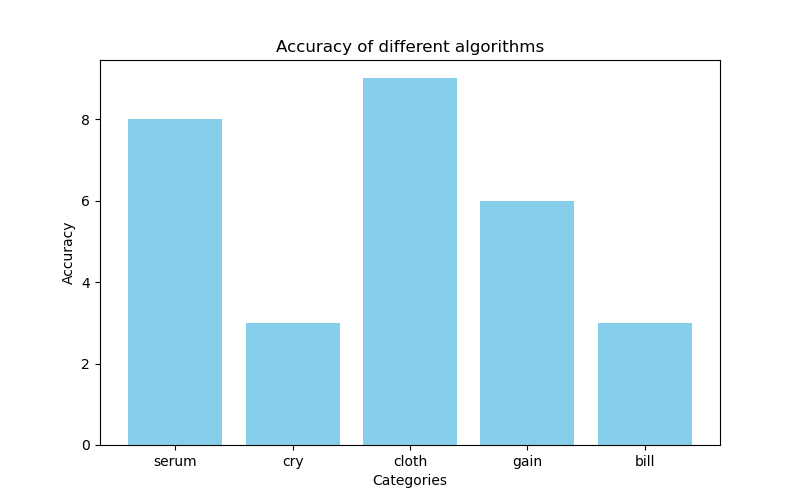 Accuracy of different algorithms
Accuracy
8
6
4
2
0
serum cry cloth gain bill
Categories